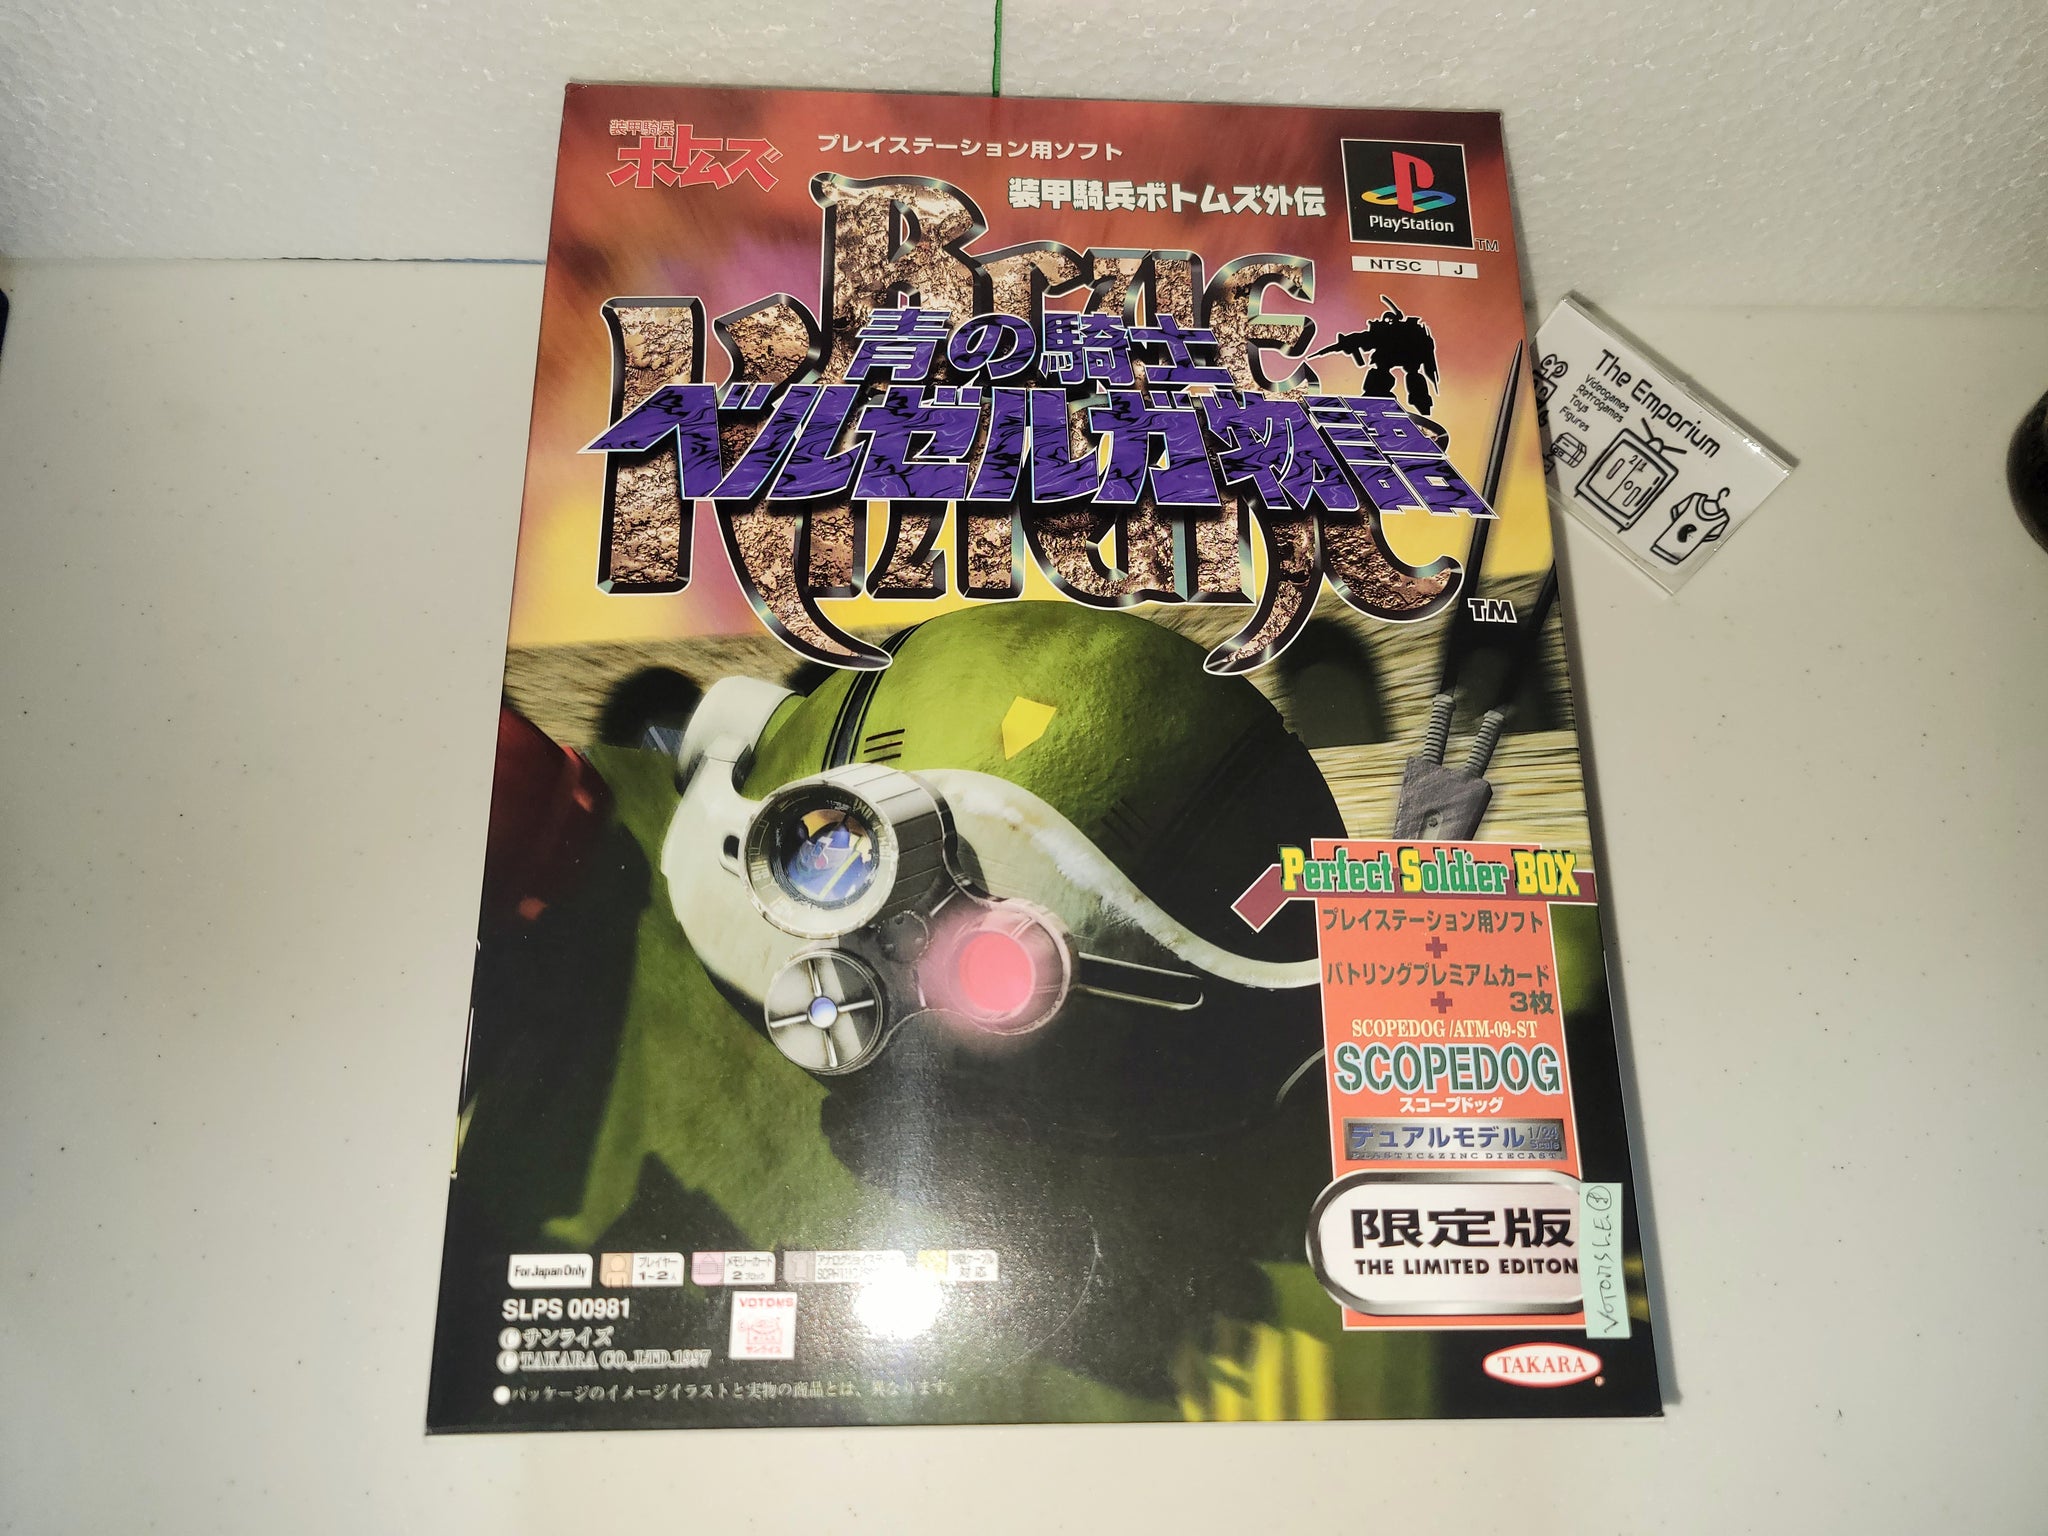 装甲騎兵
ボトムズ
プレイステーション用ソフト
装甲騎兵ボトムズ外伝
PlayStation
TM
NTSC J
Brave
青の騎士
ベルゼルガ物語
TM
The Emporium
Videogames
Retrogames
Toys
Figures
Perfect Soldier BOX
プレイステーション用ソフト
+
バトリングプレミアムカード
+ 3枚
SCOPEDOG/ATM-09-ST
SCOPEDOG
スコープドッグ
デュアルモデル 1/24 Scale
PLASTIC&ZINC DIECAST
限定版
THE LIMITED EDITON
VOTOMS L.E.
For Japan Only
プレイヤー
1~2人
メモリーカード
2ブロック
対応
SLPS 00981
©サンライズ
©TAKARA CO.,LTD.1997
VOTOMS
サンライズ
●パッケージのイメージイラストと実物の商品とは、異なります。
TAKARA